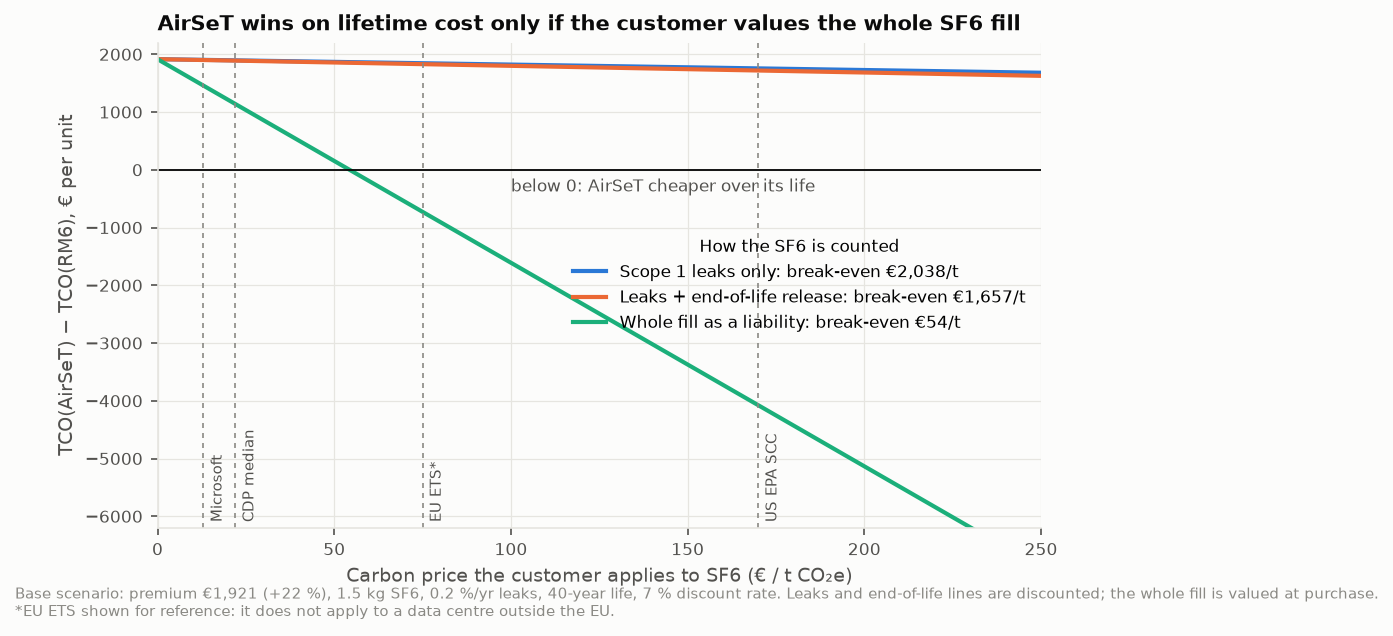 AirSeT wins on lifetime cost only if the customer values the whole SF6 fill
TCO(AirSeT) − TCO(RM6), € per unit
2000
1000
0
−1000
−2000
−3000
−4000
−5000
−6000
below 0: AirSeT cheaper over its life
How the SF6 is counted
Scope 1 leaks only: break-even €2,038/t
Leaks + end-of-life release: break-even €1,657/t
Whole fill as a liability: break-even €54/t
Microsoft
CDP median
EU ETS*
US EPA SCC
0 50 100 150 200 250
Carbon price the customer applies to SF6 (€ / t CO₂e)
Base scenario: premium €1,921 (+22 %), 1.5 kg SF6, 0.2 %/yr leaks, 40-year life, 7 % discount rate. Leaks and end-of-life lines are discounted; the whole fill is valued at purchase.
*EU ETS shown for reference: it does not apply to a data centre outside the EU.